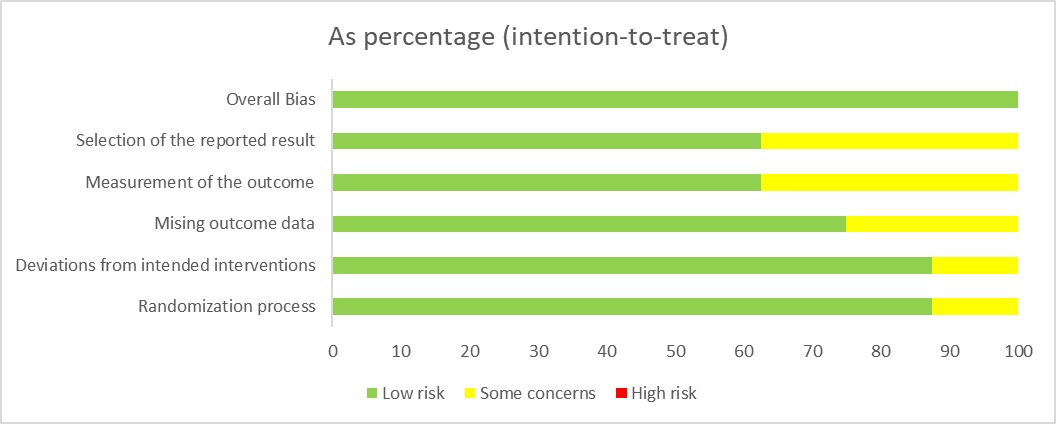 As percentage (intention-to-treat)
Overall Bias
Selection of the reported result
Measurement of the outcome
Mising outcome data
Deviations from intended interventions
Randomization process
0 10 20 30 40 50 60 70 80 90 100
Low risk Some concerns High risk